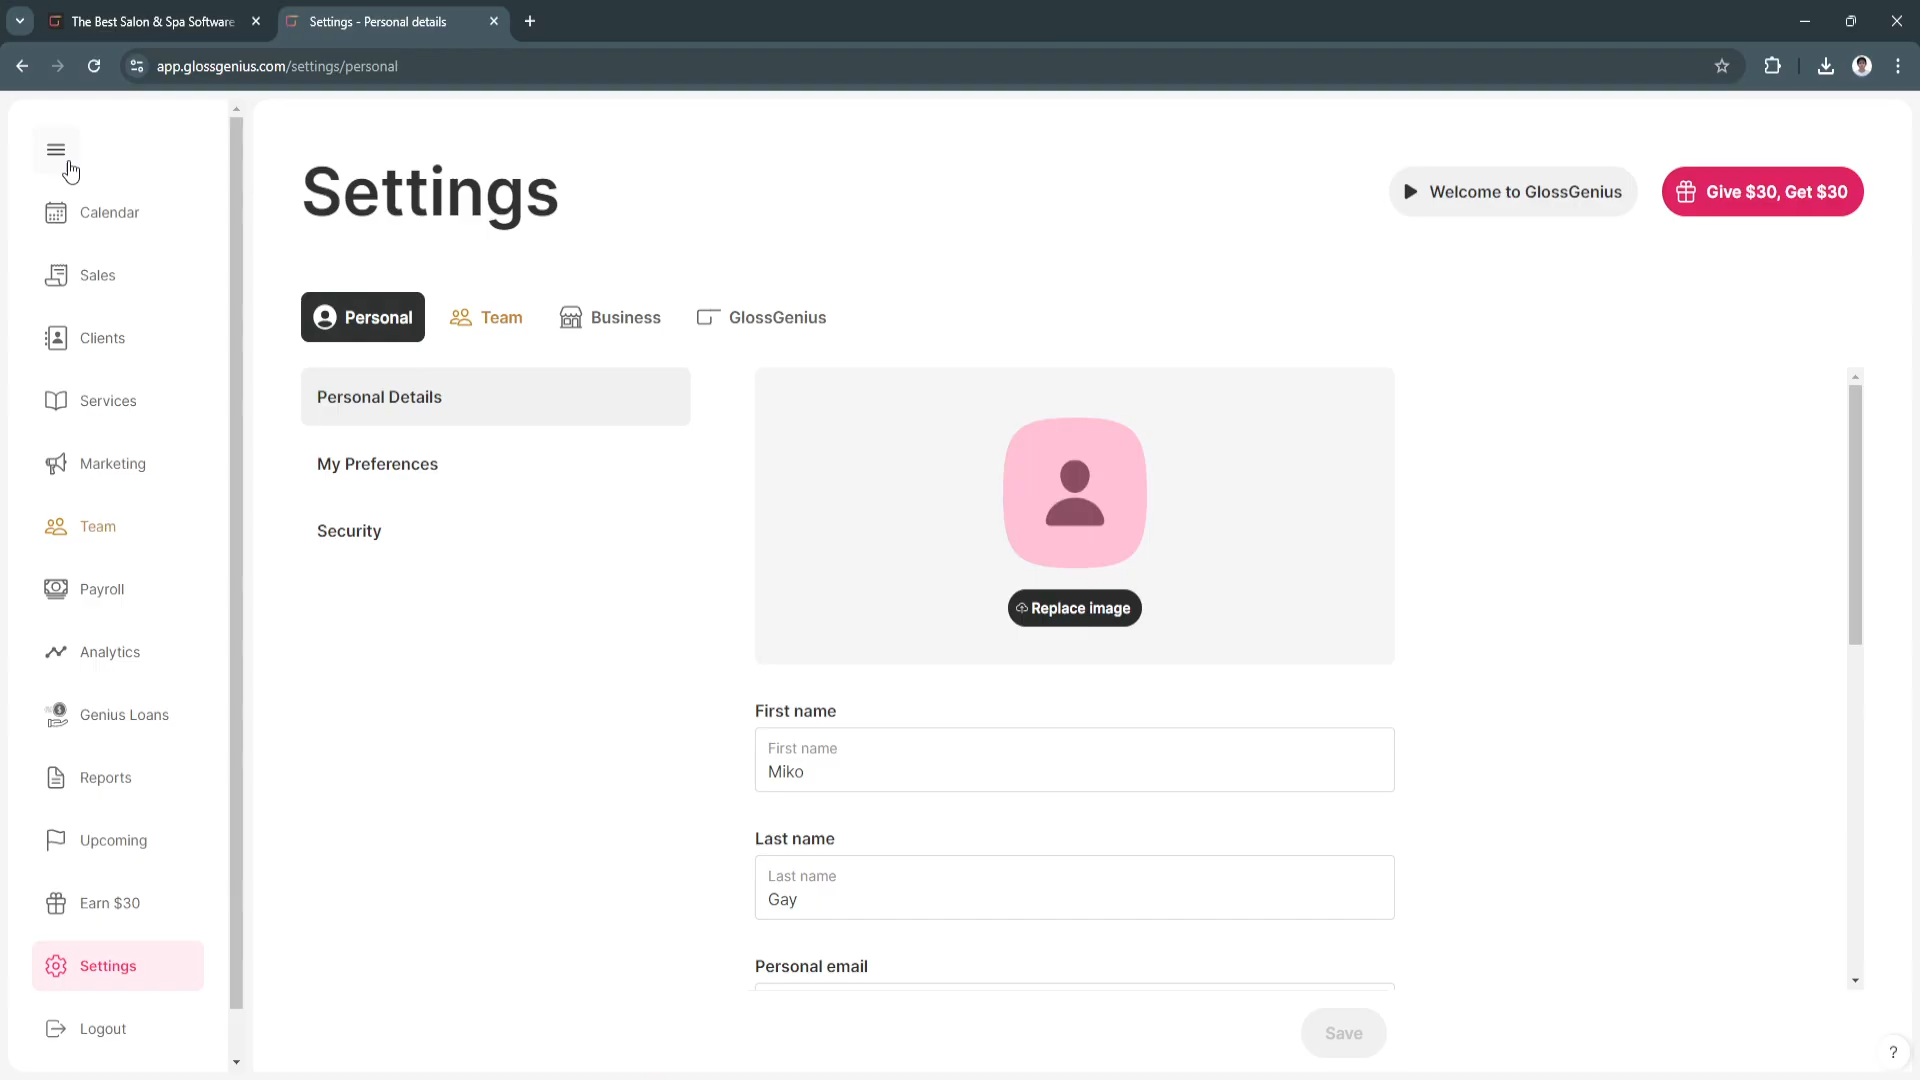 The Best Salon & Spa Software
Settings - Personal details
app.glossgenius.com/settings/personal
Calendar
Sales
Clients
Services
Marketing
Team
Payroll
Analytics
Genius Loans
Reports
Upcoming
Earn $30
Settings
Logout
Settings
Welcome to GlossGenius
Give $30, Get $30
Personal
Team
Business
GlossGenius
Personal Details
My Preferences
Security
Replace image
First name
First name
Miko
Last name
Last name
Gay
Personal email
Save
?